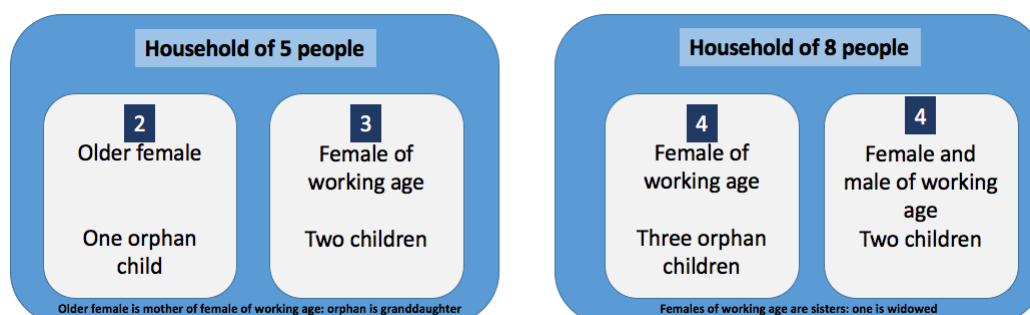 Household of 5 people
2
Older female
One orphan
child
3
Female of
working age
Two children
Older female is mother of female of working age: orphan is granddaughter
Household of 8 people
4
Female of
working age
Three orphan
children
4
Female and
male of working
age
Two children
Females of working age are sisters: one is widowed